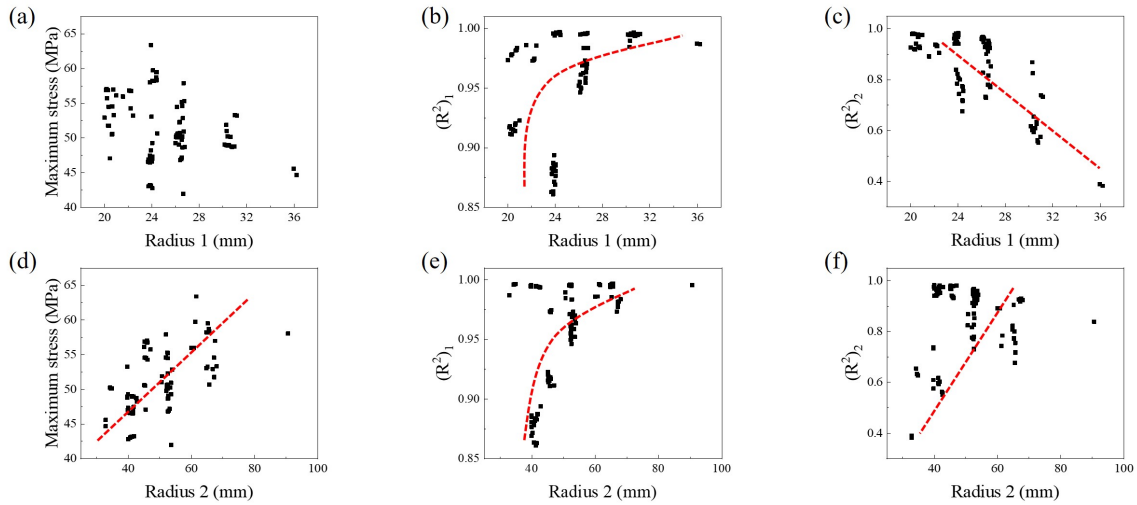 (a)
Maximum stress (MPa)
65
60
55
50
45
40
20 24 28 32 36
Radius 1 (mm)
(b)
(R²)₁
1.00
0.95
0.90
0.85
20 24 28 32 36
Radius 1 (mm)
(c)
(R²)₂
1.0
0.8
0.6
0.4
20 24 28 32 36
Radius 1 (mm)
(d)
Maximum stress (MPa)
65
60
55
50
45
40
40 60 80 100
Radius 2 (mm)
(e)
(R²)₁
1.00
0.95
0.90
0.85
40 60 80 100
Radius 2 (mm)
(f)
(R²)₂
1.0
0.8
0.6
0.4
40 60 80 100
Radius 2 (mm)